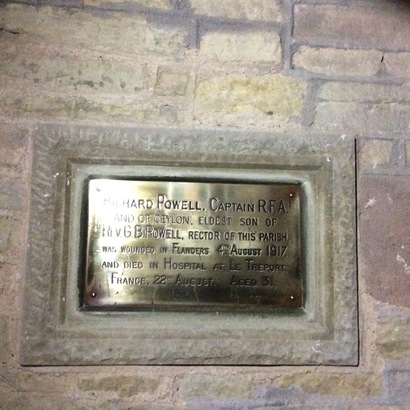 RICHARD POWELL, CAPTAIN R.F.A.
AND OF CEYLON, ELDEST SON OF
REV. G.B. POWELL, RECTOR OF THIS PARISH,
WAS WOUNDED IN FLANDERS 4TH AUGUST 1917,
AND DIED IN HOSPITAL AT LE TREPORT,
FRANCE, 22ND AUGUST. AGED 31.